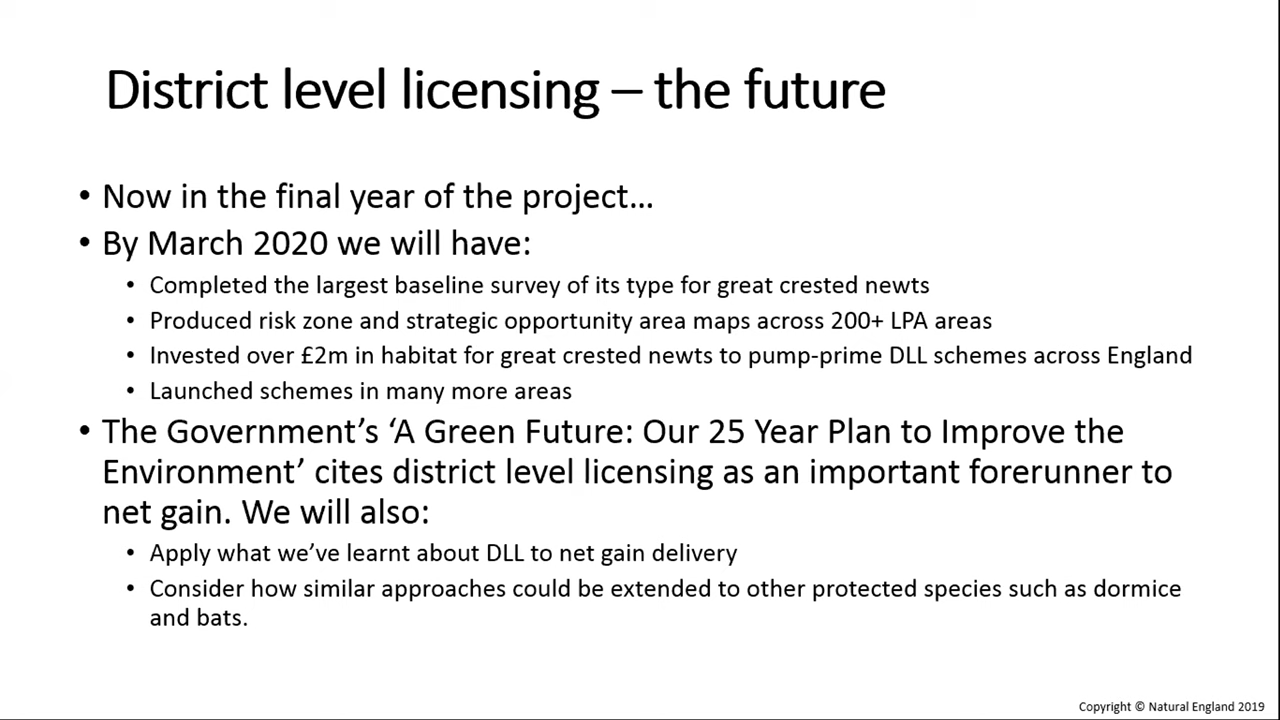 District level licensing – the future
• Now in the final year of the project...
• By March 2020 we will have:
• Completed the largest baseline survey of its type for great crested newts
• Produced risk zone and strategic opportunity area maps across 200+ LPA areas
• Invested over £2m in habitat for great crested newts to pump-prime DLL schemes across England
• Launched schemes in many more areas
• The Government’s ‘A Green Future: Our 25 Year Plan to Improve the
Environment’ cites district level licensing as an important forerunner to
net gain. We will also:
• Apply what we’ve learnt about DLL to net gain delivery
• Consider how similar approaches could be extended to other protected species such as dormice
and bats.
Copyright © Natural England 2019